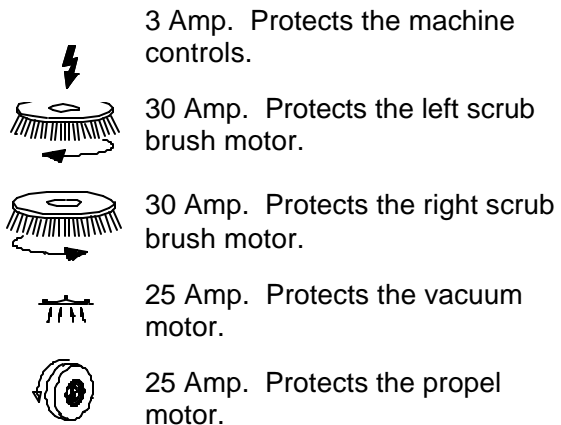 3 Amp.  Protects the machine
controls.
30 Amp.  Protects the left scrub
brush motor.
30 Amp.  Protects the right scrub
brush motor.
25 Amp.  Protects the vacuum
motor.
25 Amp.  Protects the propel
motor.